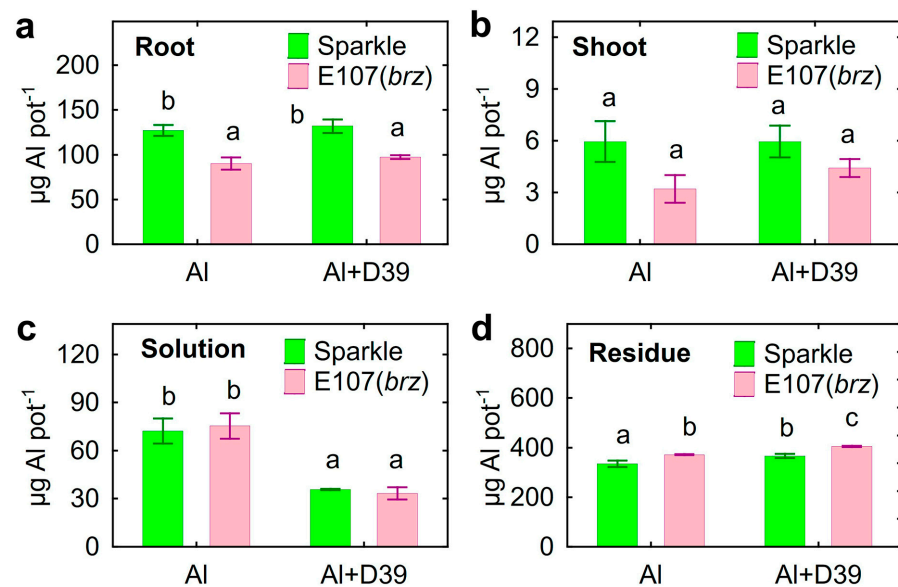 a
Root
Sparkle
E107(brz)
µg Al pot⁻¹
200
150
100
50
0
b
a
b
a
Al
Al+D39
b
Shoot
Sparkle
E107(brz)
µg Al pot⁻¹
12
9
6
3
0
a
a
a
a
Al
Al+D39
c
Solution
Sparkle
E107(brz)
µg Al pot⁻¹
120
90
60
30
0
b
b
a
a
Al
Al+D39
d
Residue
Sparkle
E107(brz)
µg Al pot⁻¹
800
600
400
200
0
a
b
b
c
Al
Al+D39